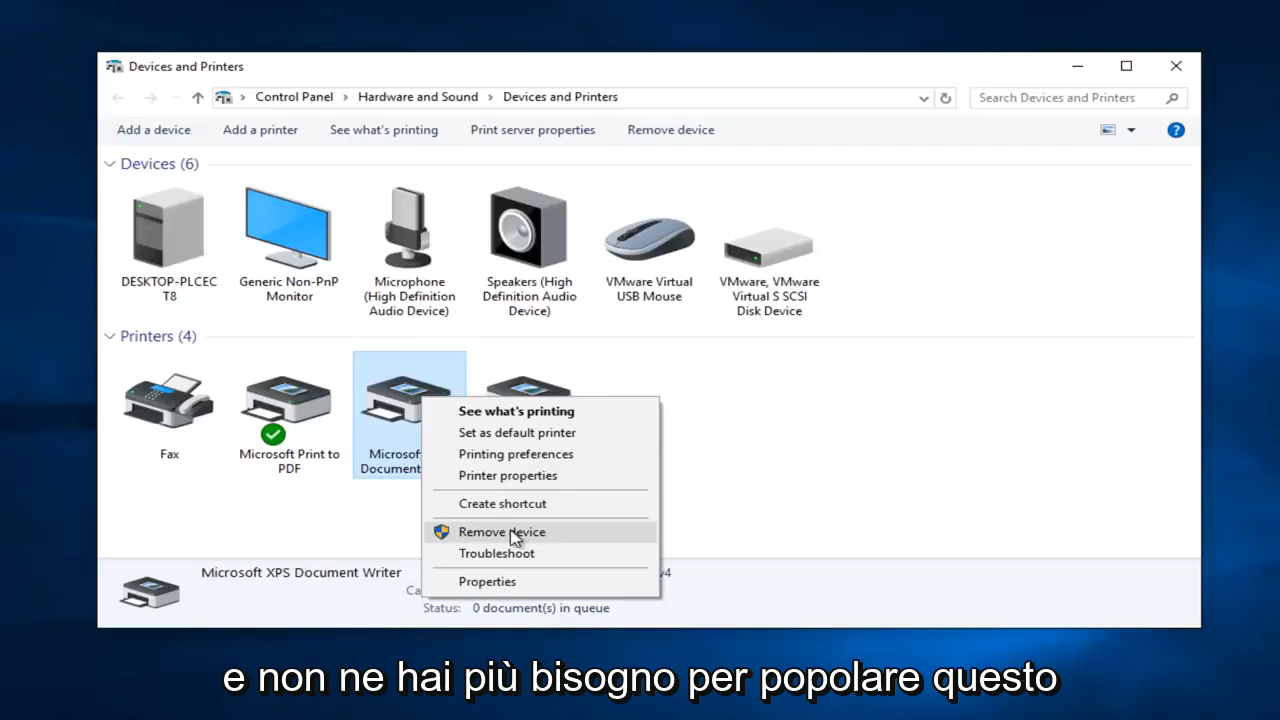 Devices and Printers
Control Panel > Hardware and Sound > Devices and Printers
Search Devices and Printers
Add a device
Add a printer
See what's printing
Print server properties
Remove device
Devices (6)
DESKTOP-PLCEC
T8
Generic Non-PnP
Monitor
Microphone
(High Definition
Audio Device)
Speakers (High
Definition Audio
Device)
VMware Virtual
USB Mouse
VMware, VMware
Virtual S SCSI
Disk Device
Printers (4)
Fax
Microsoft Print to
PDF
Document
See what's printing
Set as default printer
Printing preferences
Printer properties
Create shortcut
Remove device
Troubleshoot
Properties
Microsoft XPS Document Writer
v4
Status: 0 document(s) in queue
e non ne hai più bisogno per popolare questo